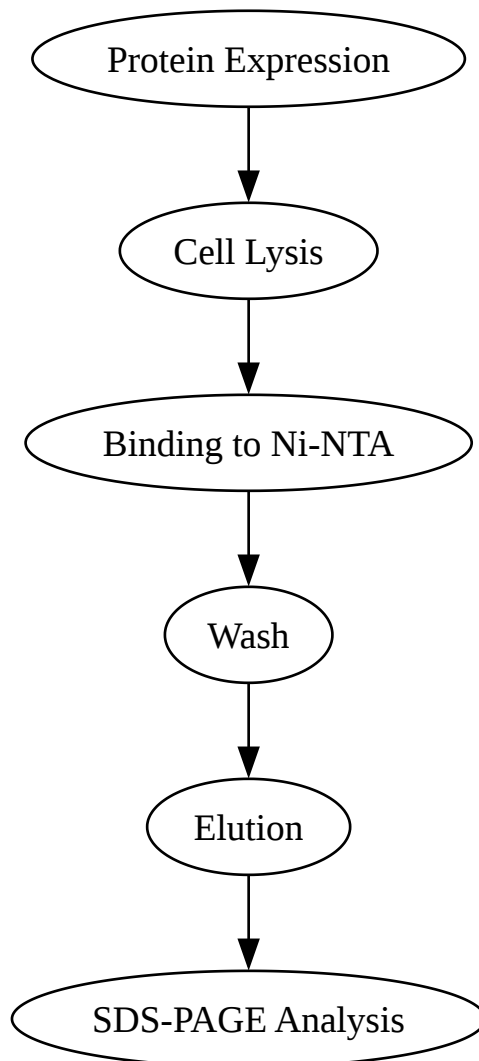 Protein Expression
Cell Lysis
Binding to Ni-NTA
Wash
Elution
SDS-PAGE Analysis